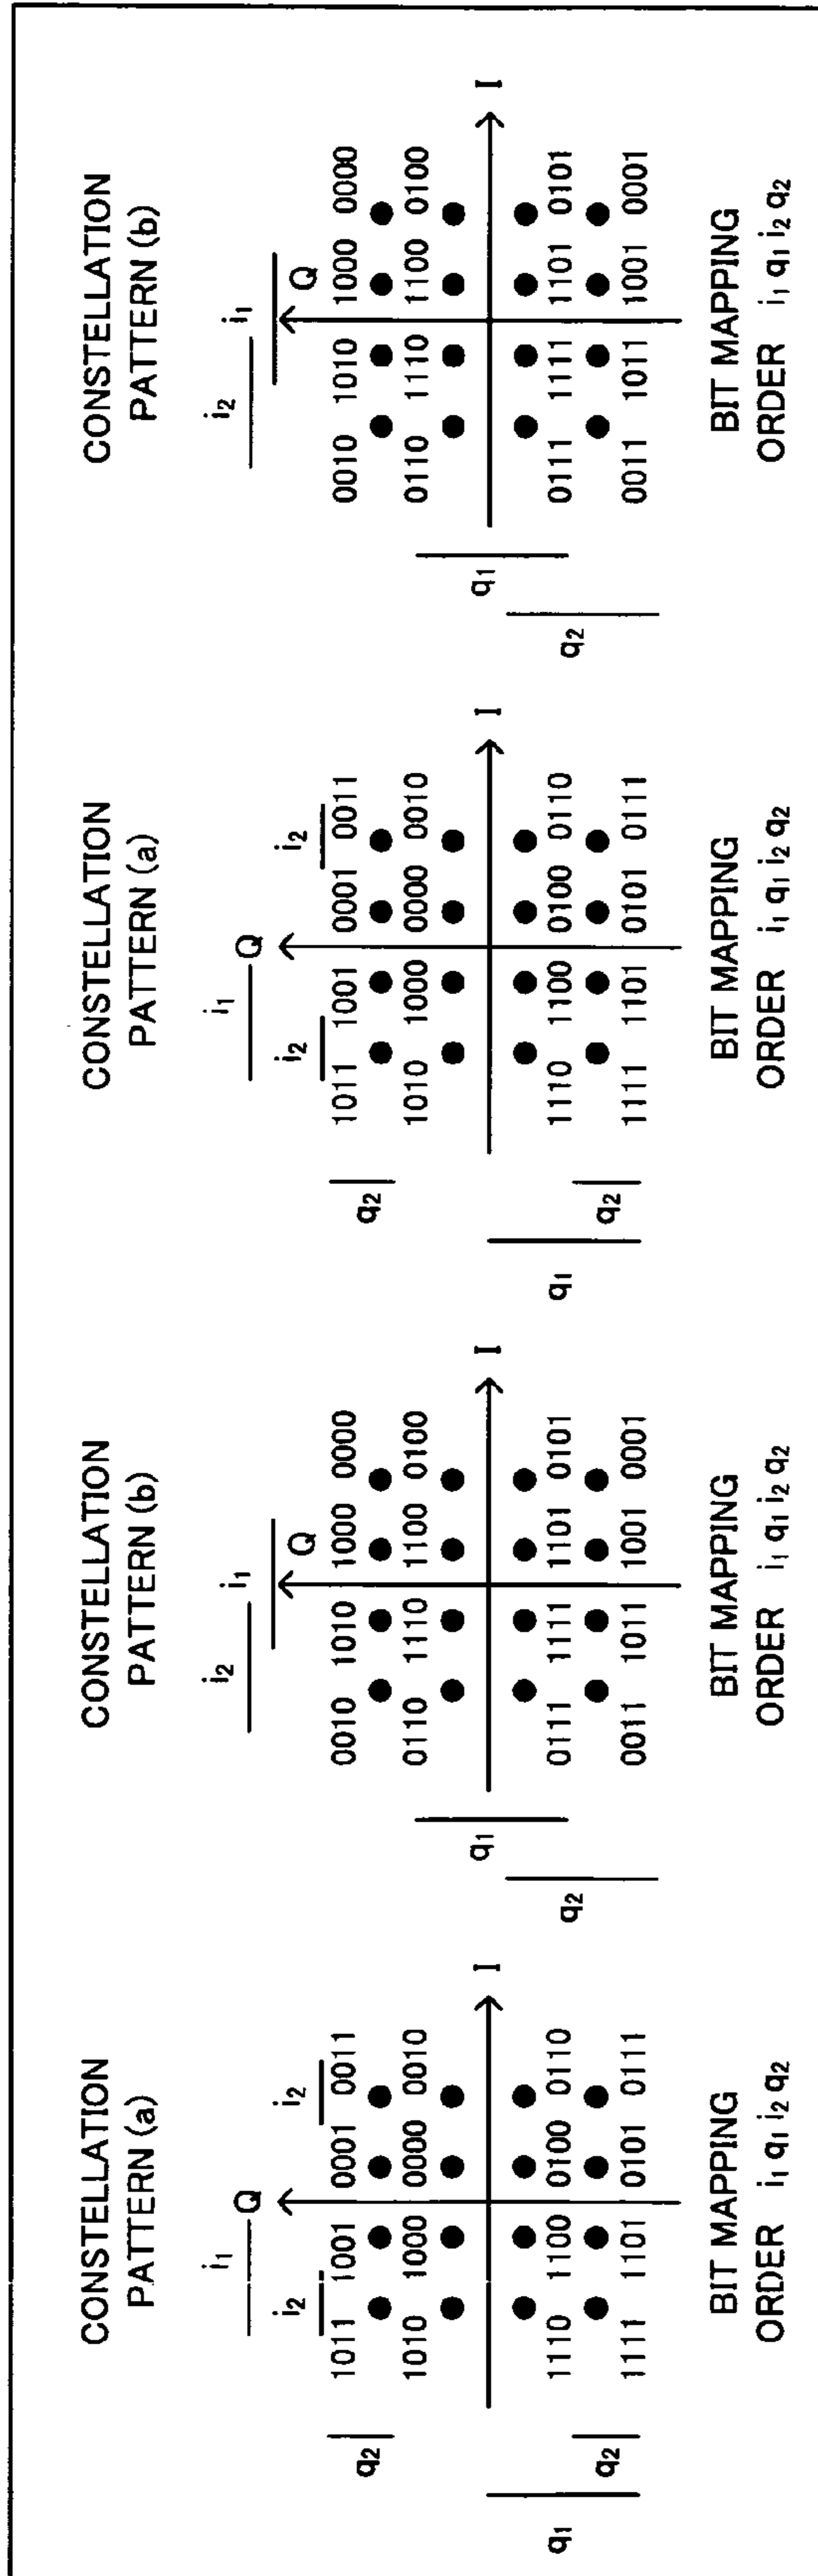 CONSTELLATION
PATTERN (a)
i1 Q
i2 i2
1011 1001 0001 0011
q2
1010 1000 0000 0010
I
1110 1100 0100 0110
q2
1111 1101 0101 0111
q1
BIT MAPPING
ORDER i1 q1 i2 q2
CONSTELLATION
PATTERN (b)
i2 i1
Q
0010 1010 1000 0000
0110 1110 1100 0100
q1
I
0111 1111 1101 0101
q2
0011 1011 1001 0001
BIT MAPPING
ORDER i1 q1 i2 q2
CONSTELLATION
PATTERN (a)
i1 Q
i2 i2
1011 1001 0001 0011
q2
1010 1000 0000 0010
I
1110 1100 0100 0110
q2
1111 1101 0101 0111
q1
BIT MAPPING
ORDER i1 q1 i2 q2
CONSTELLATION
PATTERN (b)
i2 i1
Q
0010 1010 1000 0000
0110 1110 1100 0100
q1
I
0111 1111 1101 0101
q2
0011 1011 1001 0001
BIT MAPPING
ORDER i1 q1 i2 q2